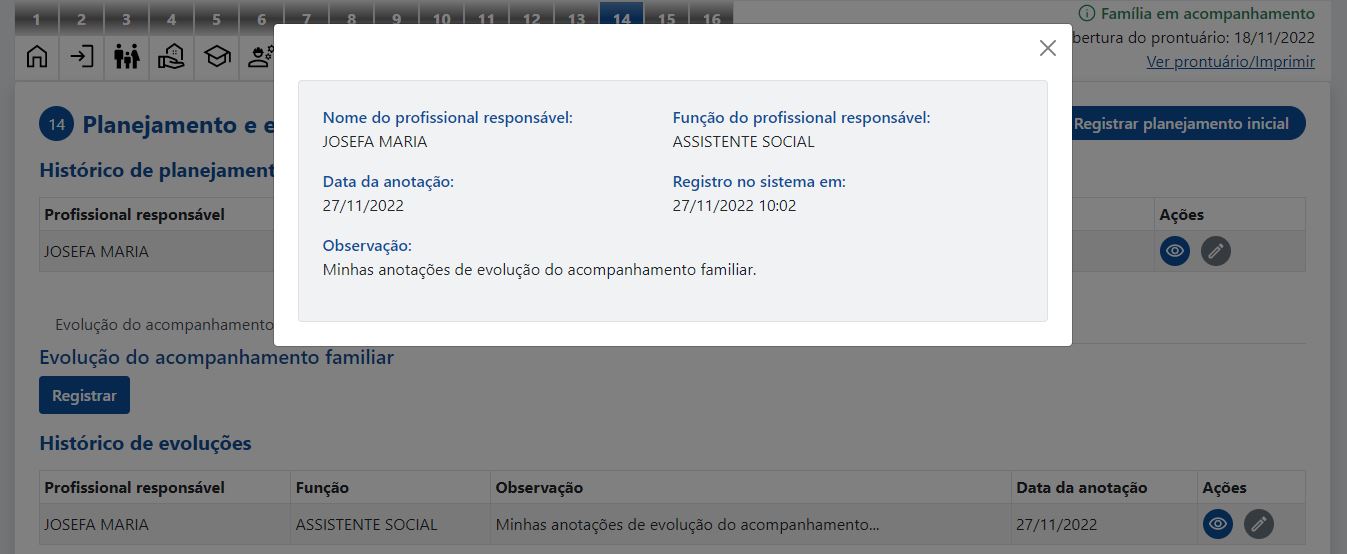 1 2 3 4 5 6 7 8 9 10 11 12 13 14 15 16
Família em acompanhamento
bertura do prontuário: 18/11/2022
Ver prontuário/Imprimir
14 Planejamento e e
Registrar planejamento inicial
Histórico de planejament
Profissional responsável Ações
JOSEFA MARIA
Nome do profissional responsável: Função do profissional responsável:
JOSEFA MARIA ASSISTENTE SOCIAL
Data da anotação: Registro no sistema em:
27/11/2022 27/11/2022 10:02
Observação:
Minhas anotações de evolução do acompanhamento familiar.
Evolução do acompanhamento
Evolução do acompanhamento familiar
Registrar
Histórico de evoluções
Profissional responsável Função Observação Data da anotação Ações
JOSEFA MARIA ASSISTENTE SOCIAL Minhas anotações de evolução do acompanhamento... 27/11/2022